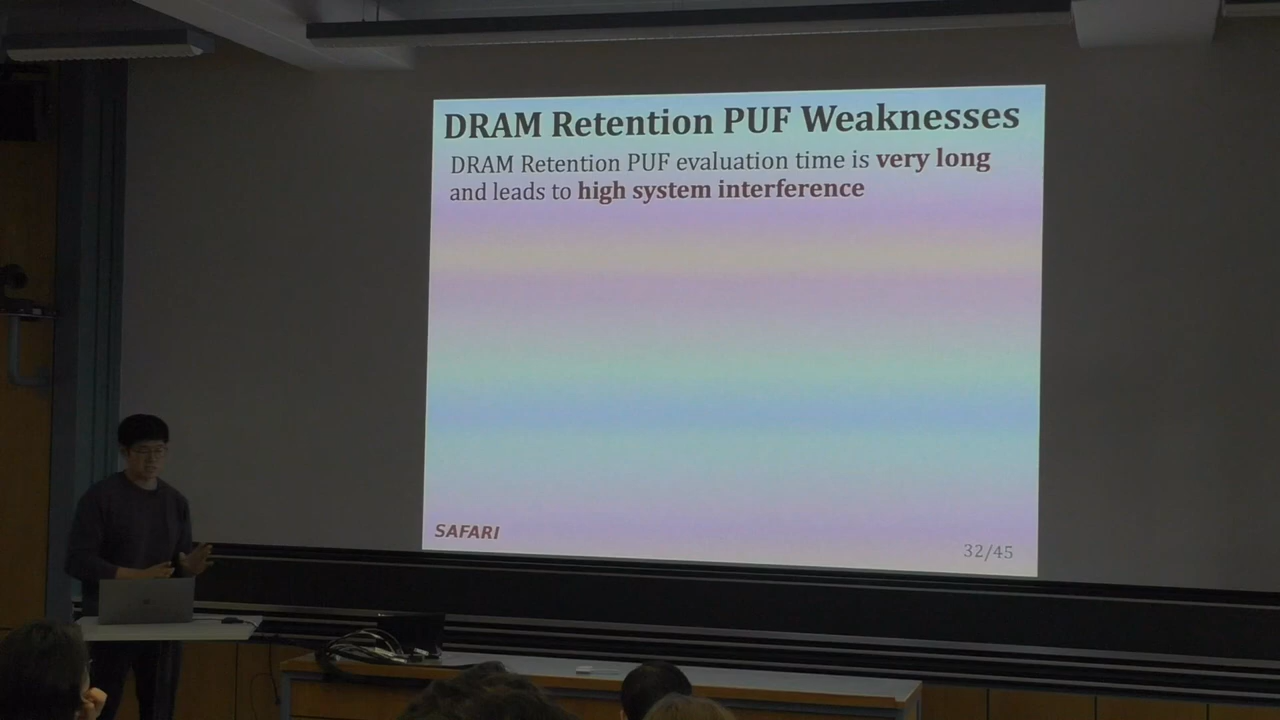 DRAM Retention PUF Weaknesses
DRAM Retention PUF evaluation time is very long
and leads to high system interference
SAFARI
32/45